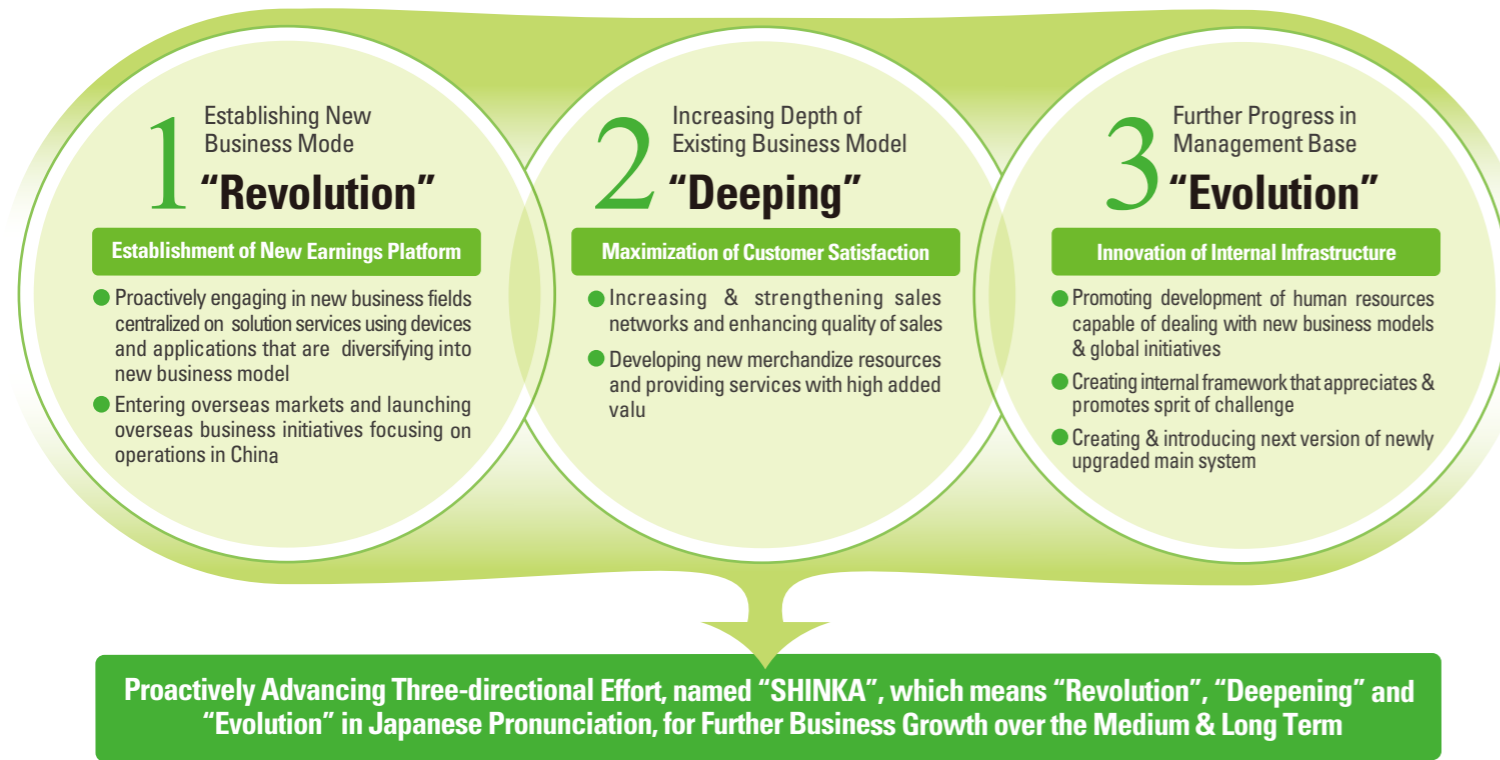 1
Establishing New
Business Mode
“Revolution”
Establishment of New Earnings Platform
● Proactively engaging in new business fields
centralized on solution services using devices
and applications that are diversifying into
new business model
● Entering overseas markets and launching
overseas business initiatives focusing on
operations in China
2
Increasing Depth of
Existing Business Model
“Deeping”
Maximization of Customer Satisfaction
● Increasing & strengthening sales
networks and enhancing quality of sales
● Developing new merchandize resources
and providing services with high added
valu
3
Further Progress in
Management Base
“Evolution”
Innovation of Internal Infrastructure
● Promoting development of human resources
capable of dealing with new business models
& global initiatives
● Creating internal framework that appreciates &
promotes sprit of challenge
● Creating & introducing next version of newly
upgraded main system
Proactively Advancing Three-directional Effort, named “SHINKA”, which means “Revolution”, “Deepening” and
“Evolution” in Japanese Pronunciation, for Further Business Growth over the Medium & Long Term